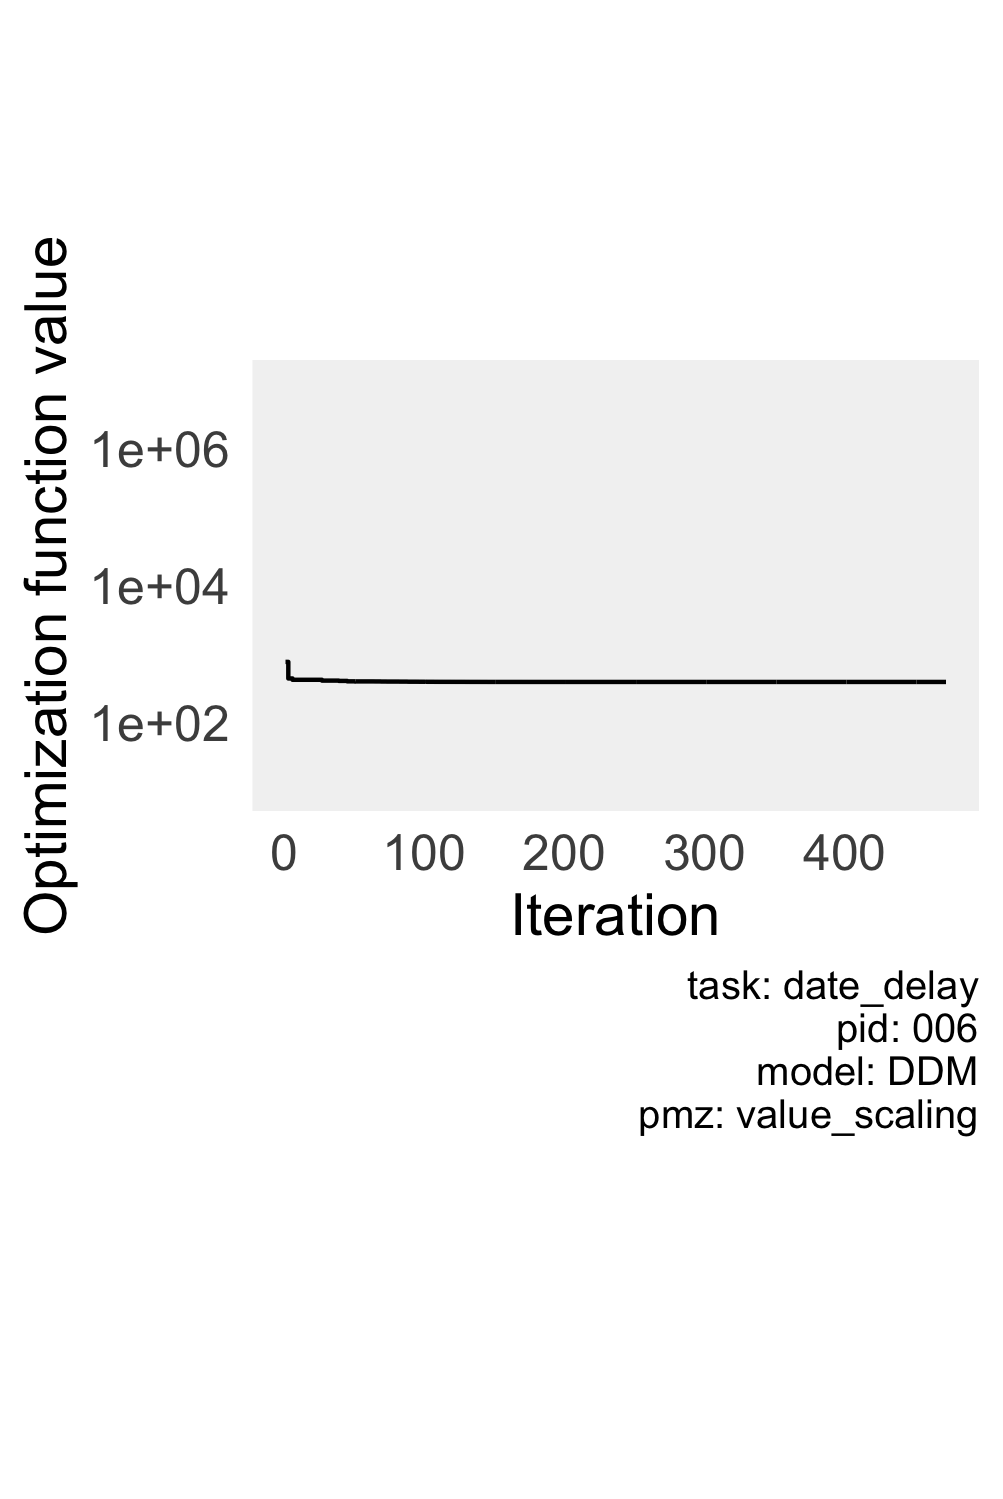 Optimization function value
1e+06
1e+04
1e+02
0 100 200 300 400
Iteration
task: date_delay
pid: 006
model: DDM
pmz: value_scaling